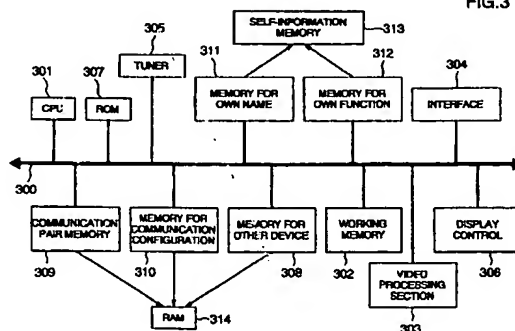 FIG.3
SELF-INFORMATION
MEMORY
313
305
TUNER
311
312
301
307
304
CPU
ROM
MEMORY FOR
OWN NAME
MEMORY FOR
OWN FUNCTION
INTERFACE
300
COMMUNICATION
PAIR MEMORY
MEMORY FOR
COMMUNICATION
CONFIGURATION
MEMORY FOR
OTHER DEVICE
WORKING
MEMORY
DISPLAY
CONTROL
309
310
308
302
306
VIDEO
PROCESSING
SECTION
RAM
314
303